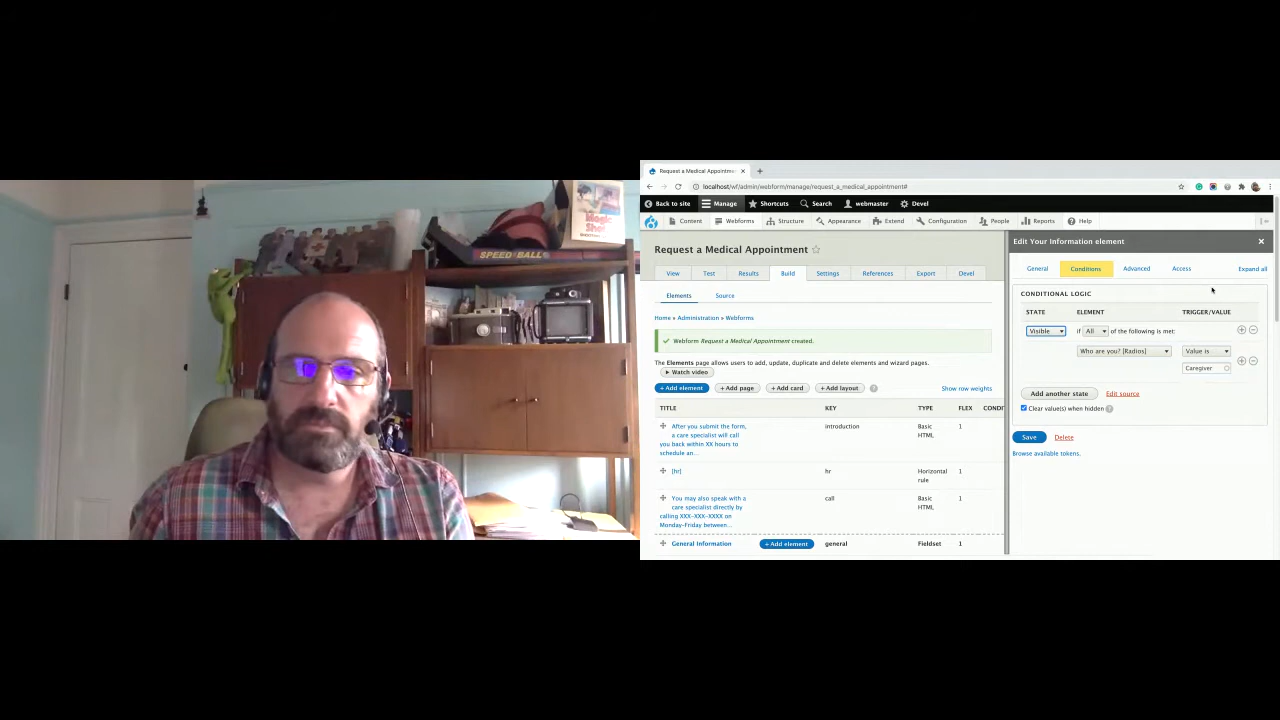 SPEED BALL
Magic
Shot
Request a Medical Appointmen
localhost/wf/admin/webform/manage/request_a_medical_appointment#
Back to site Manage Shortcuts Search webmaster Devel
Content Webforms Structure Appearance Extend Configuration People Reports Help
Request a Medical Appointment
View Test Results Build Settings References Export Devel
Elements Source
Home » Administration » Webforms
Webform Request a Medical Appointment created.
The Elements page allows users to add, update, duplicate and delete elements and wizard pages.
Watch video
+ Add element + Add page + Add card + Add layout ? Show row weights
TITLE KEY TYPE FLEX CONDI
After you submit the form,
a care specialist will call
you back within XX hours to
schedule an...
introduction
Basic
HTML
1
[hr] hr
Horizontal
rule
1
You may also speak with a
care specialist directly by
calling XXX-XXX-XXXX on
Monday-Friday between...
call
Basic
HTML
1
General Information + Add element general Fieldset 1
Edit Your Information element
General Conditions Advanced Access Expand all
CONDITIONAL LOGIC
STATE ELEMENT TRIGGER/VALUE
Visible if All of the following is met:
Who are you? [Radios] Value is
Caregiver
Add another state Edit source
Clear value(s) when hidden ?
Save Delete
Browse available tokens.